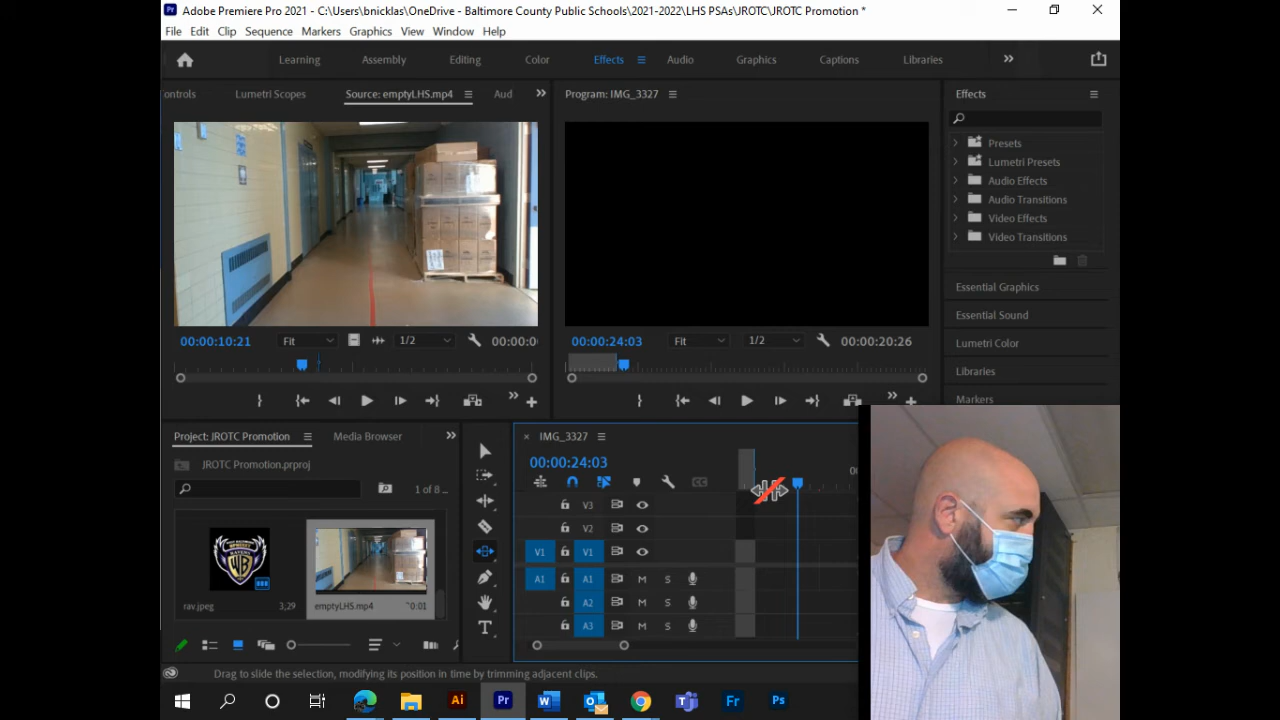 Adobe Premiere Pro 2021 - C:\Users\bnicklas\OneDrive - Baltimore County Public Schools\2021-2022\LHS PSAs\JROTC\JROTC Promotion *
File Edit Clip Sequence Markers Graphics View Window Help
Learning Assembly Editing Color Effects Audio Graphics Captions Libraries
ontrols Lumetri Scopes Source: emptyLHS.mp4 Aud
Program: IMG_3327
Effects
Presets
Lumetri Presets
Audio Effects
Audio Transitions
Video Effects
Video Transitions
Essential Graphics
Essential Sound
Lumetri Color
Libraries
Markers
00:00:10:21 Fit 1/2 00:00:0
00:00:24:03 Fit 1/2 00:00:20:26
Project: JROTC Promotion Media Browser
JROTC Promotion.prproj
1 of 8 ...
rav.jpeg 3;29
emptyLHS.mp4 0:01
IMG_3327
00:00:24:03
V3
V2
V1 V1
A1 A1 M S
A2 M S
A3 M S
Drag to slide the selection, modifying its position in time by trimming adjacent clips.